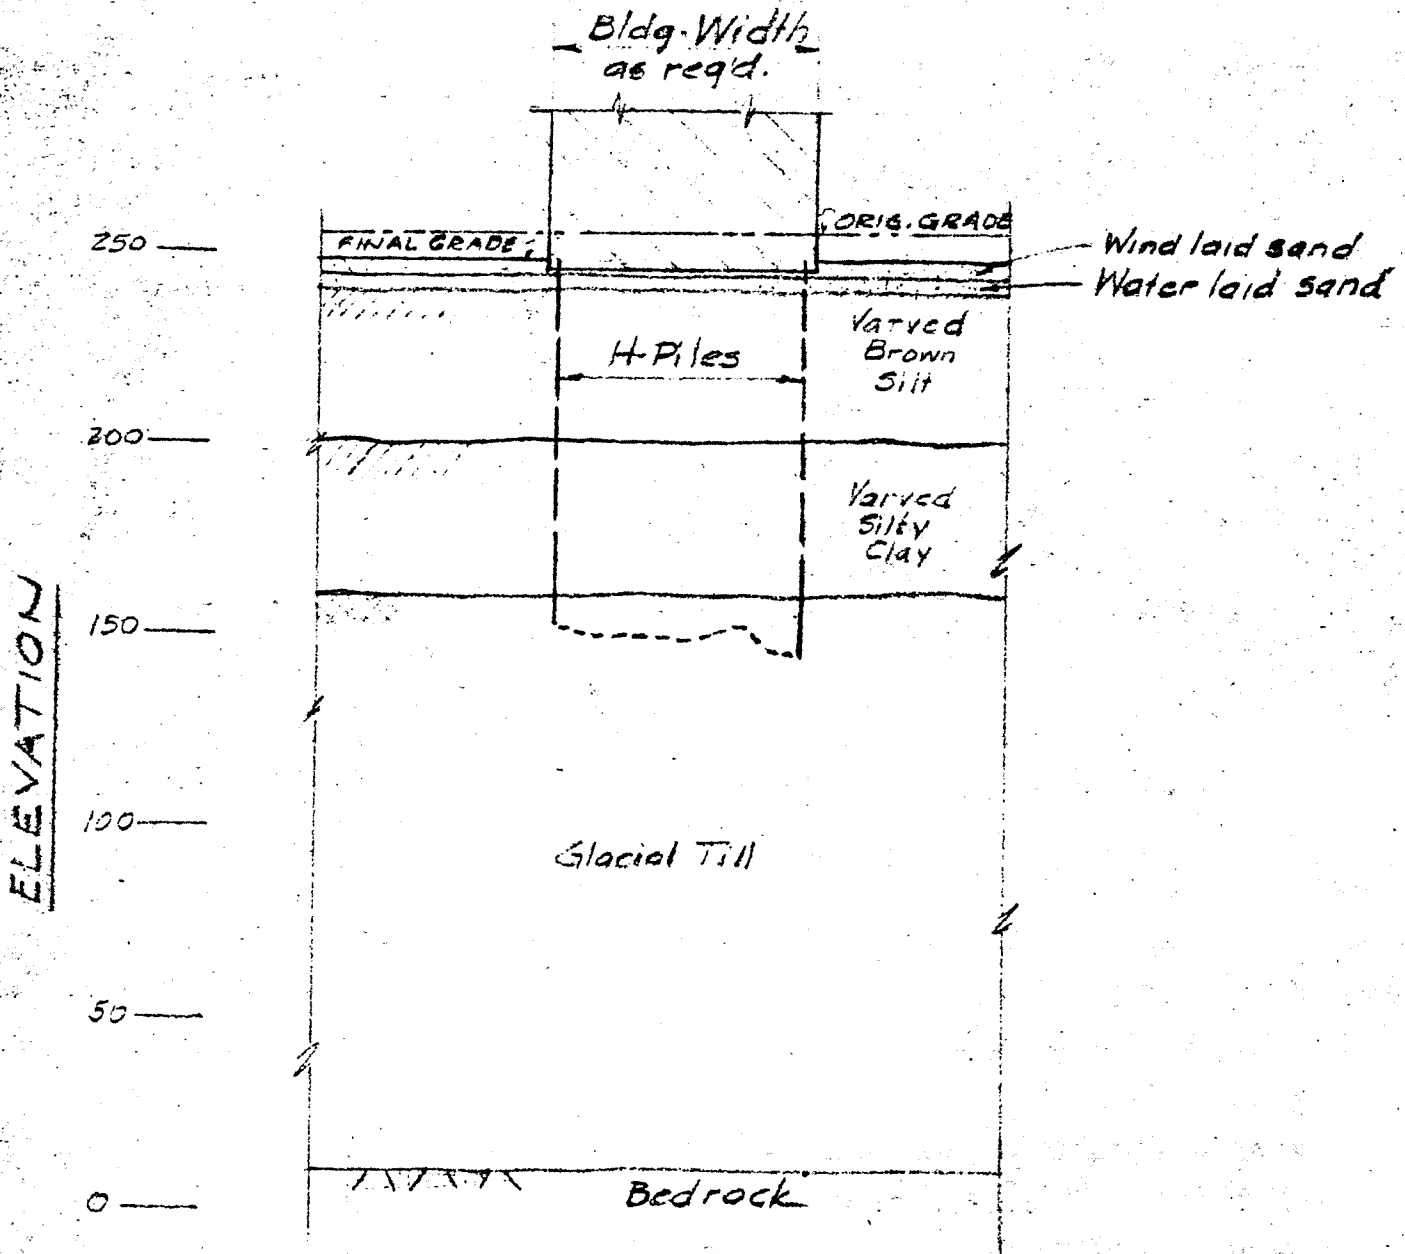 Bldg. Width
as req'd.
ORIG. GRADE
250
FINAL GRADE
Wind laid sand
Water laid sand
Varved
Brown
Silt
H-Piles
200
Varved
Silty
Clay
150
ELEVATION
100
Glacial Till
50
Bedrock
0